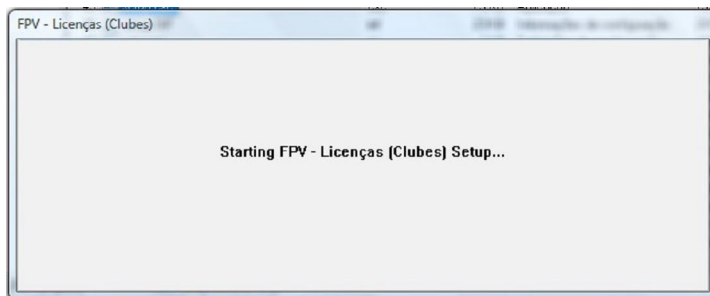 FPV - Licenças (Clubes)
Starting FPV - Licenças (Clubes) Setup...